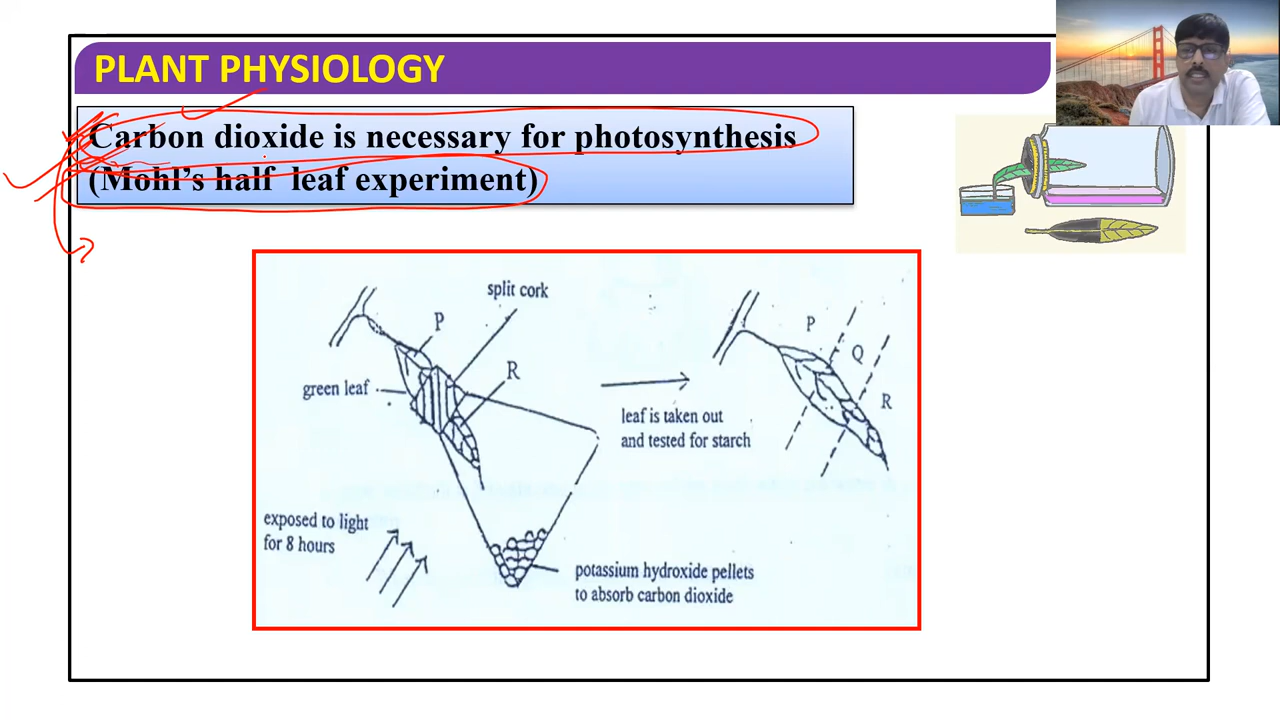 PLANT PHYSIOLOGY
Carbon dioxide is necessary for photosynthesis
(Mohl's half leaf experiment)
split cork
P
R
green leaf
exposed to light
for 8 hours
potassium hydroxide pellets
to absorb carbon dioxide
leaf is taken out
and tested for starch
P
Q
R